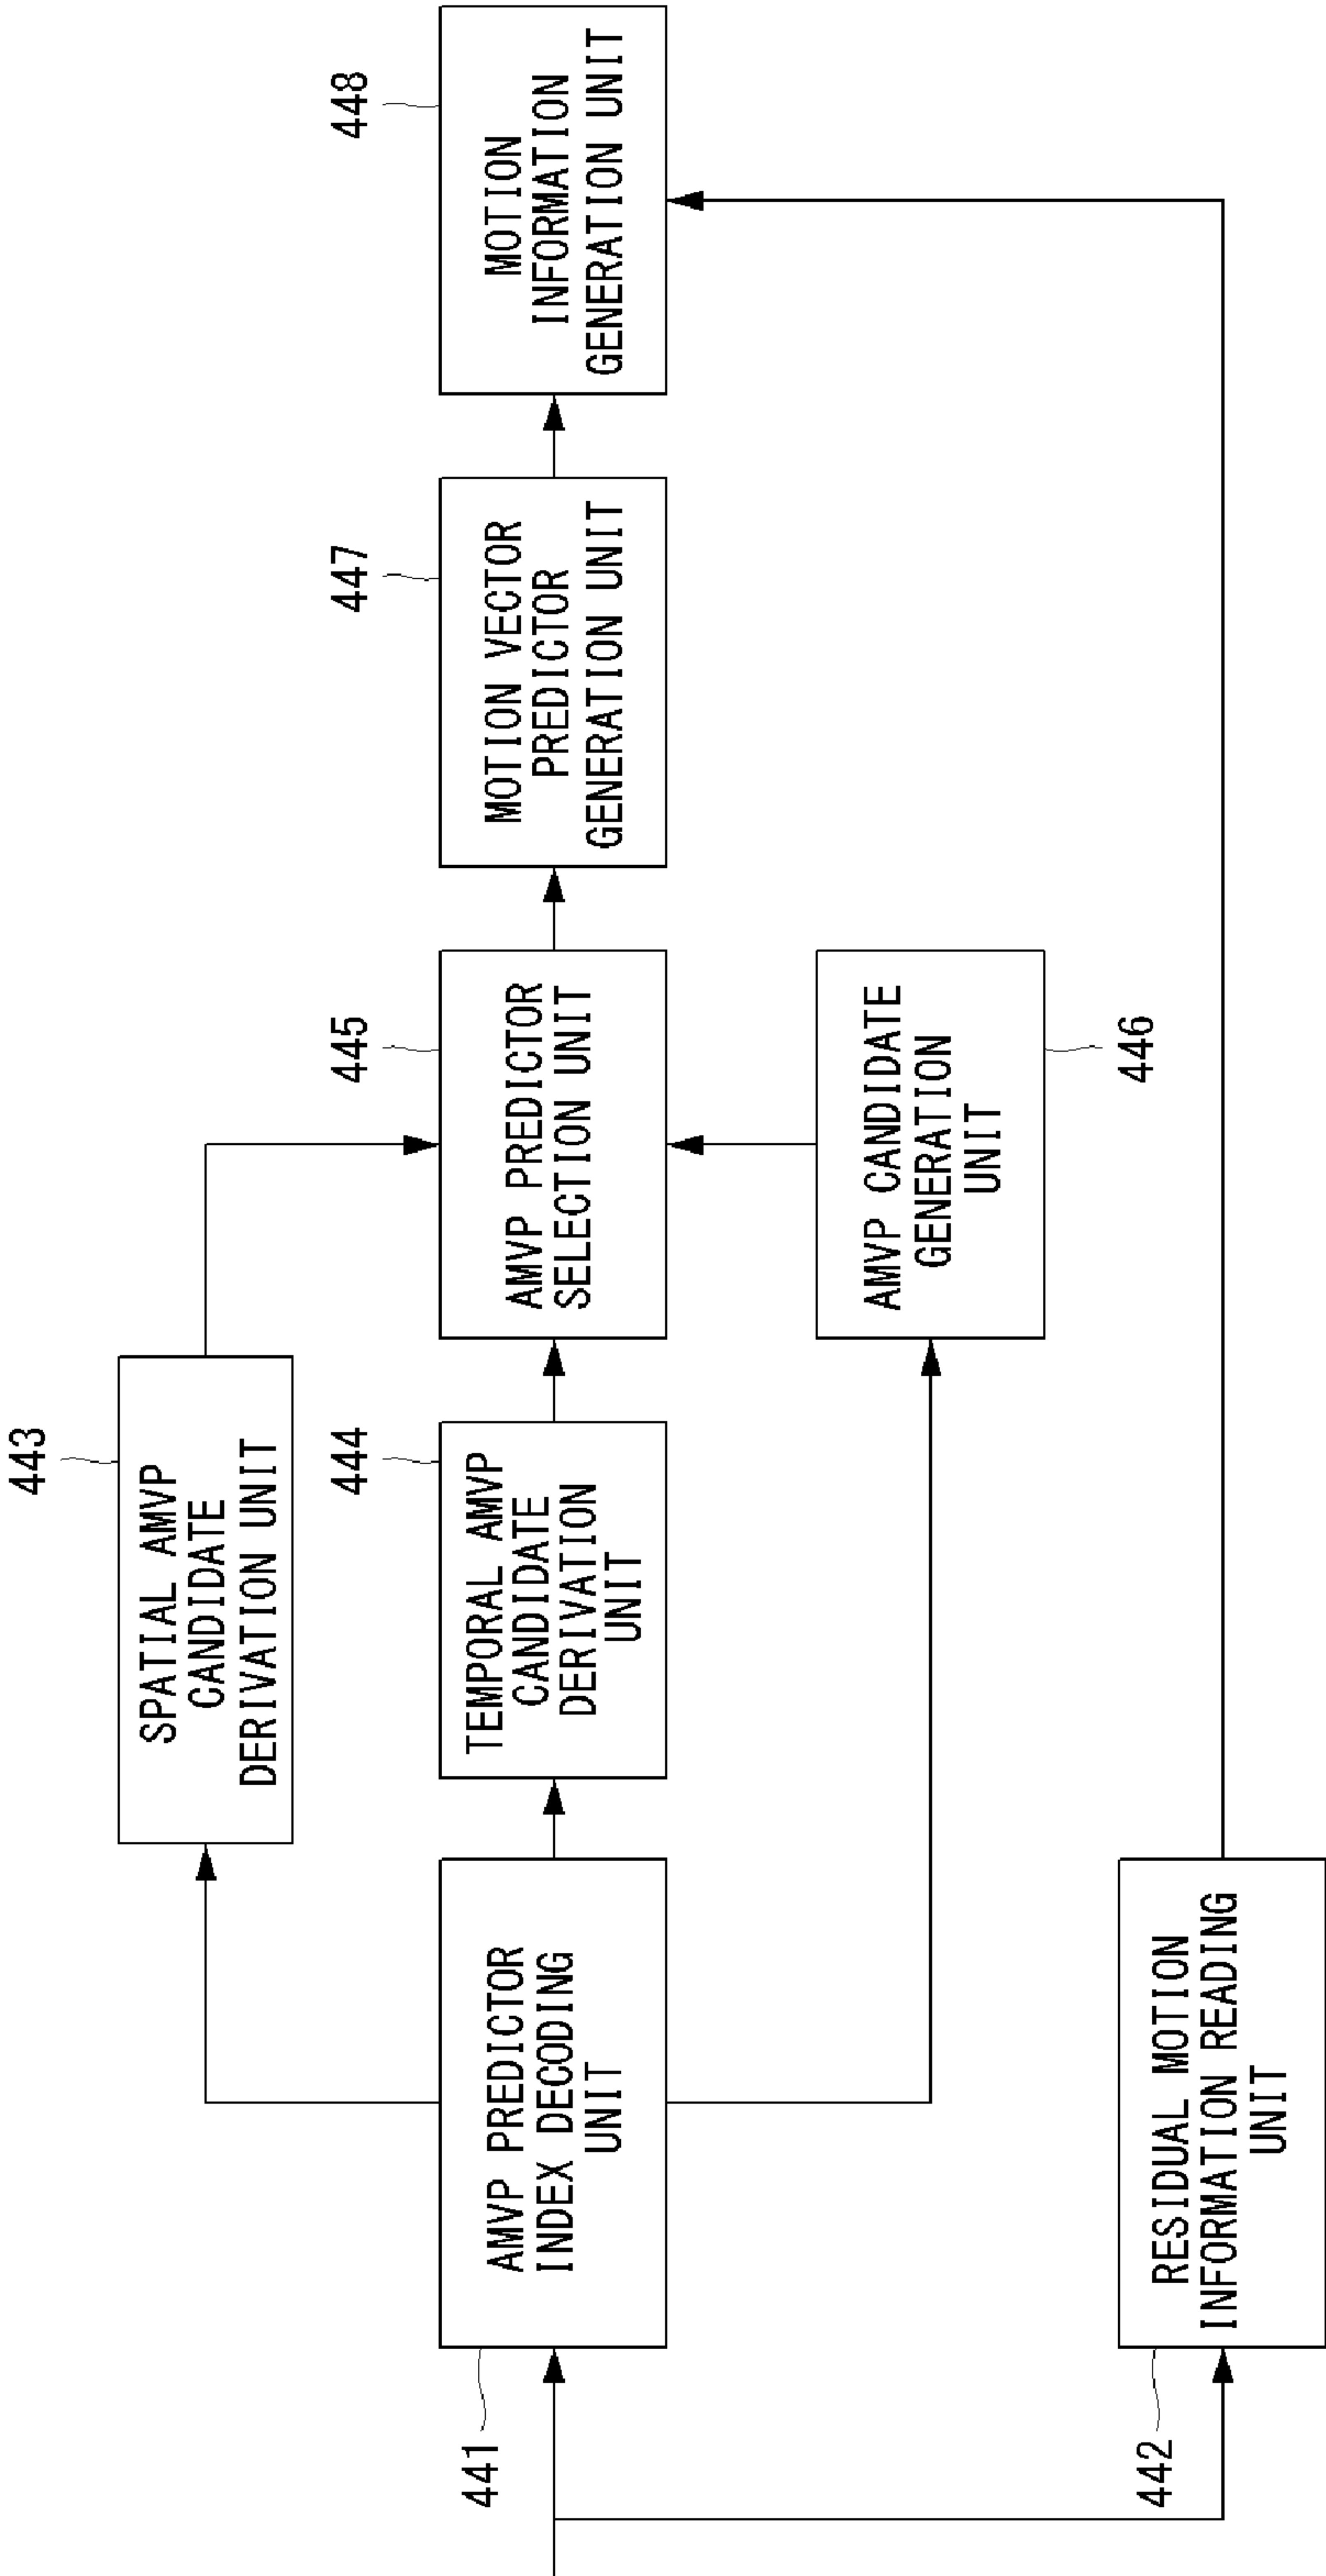 443
SPATIAL AMVP
CANDIDATE
DERIVATION UNIT
441
AMVP PREDICTOR
INDEX DECODING
UNIT
444
TEMPORAL AMVP
CANDIDATE
DERIVATION
UNIT
445
AMVP PREDICTOR
SELECTION UNIT
447
MOTION VECTOR
PREDICTOR
GENERATION UNIT
448
MOTION
INFORMATION
GENERATION UNIT
AMVP CANDIDATE
GENERATION
UNIT
446
442
RESIDUAL MOTION
INFORMATION READING
UNIT